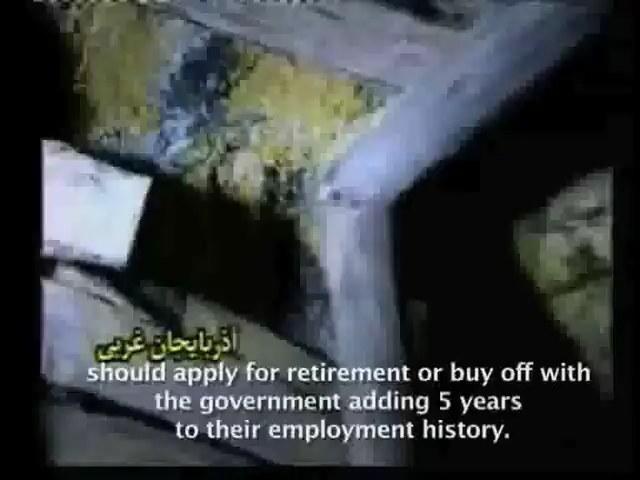 آذربایجان غربی
should apply for retirement or buy off with
the government adding 5 years
to their employment history.